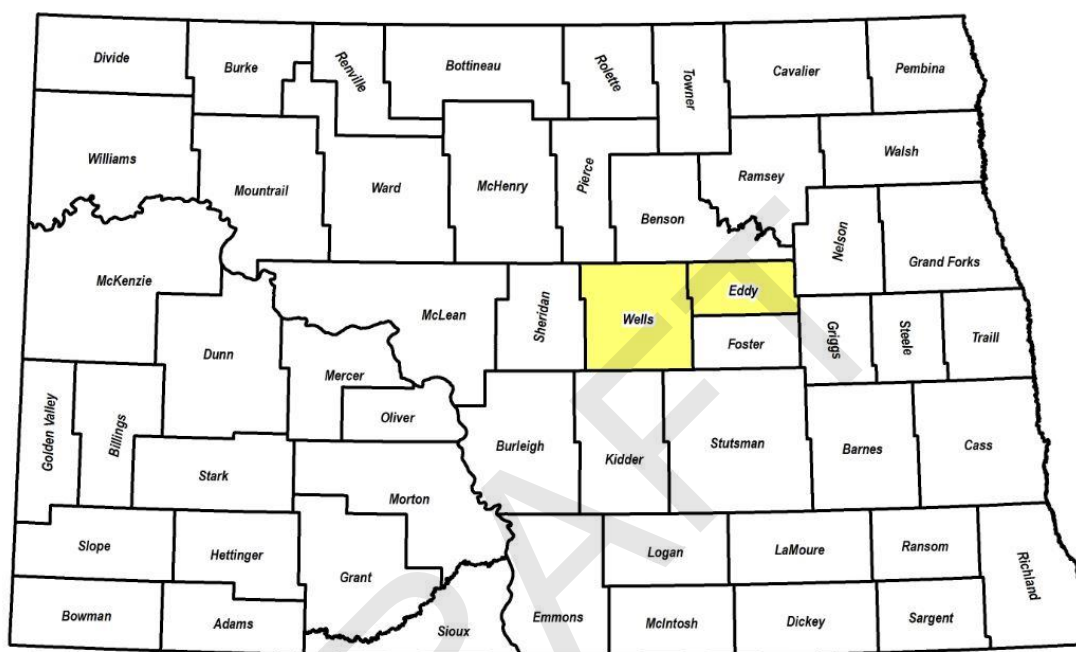 Divide
Burke
Renville
Bottineau
Rolette
Towner
Cavalier
Pembina
Williams
Mountrail
Ward
McHenry
Pierce
Benson
Ramsey
Walsh
Nelson
Grand Forks
McKenzie
Dunn
McLean
Mercer
Oliver
Sheridan
Wells
Eddy
Foster
Griggs
Steele
Traill
Golden Valley
Billings
Stark
Morton
Burleigh
Kidder
Stutsman
Barnes
Cass
Slope
Hettinger
Grant
Logan
LaMoure
Ransom
Richland
Bowman
Adams
Sioux
Emmons
McIntosh
Dickey
Sargent
DRAFT